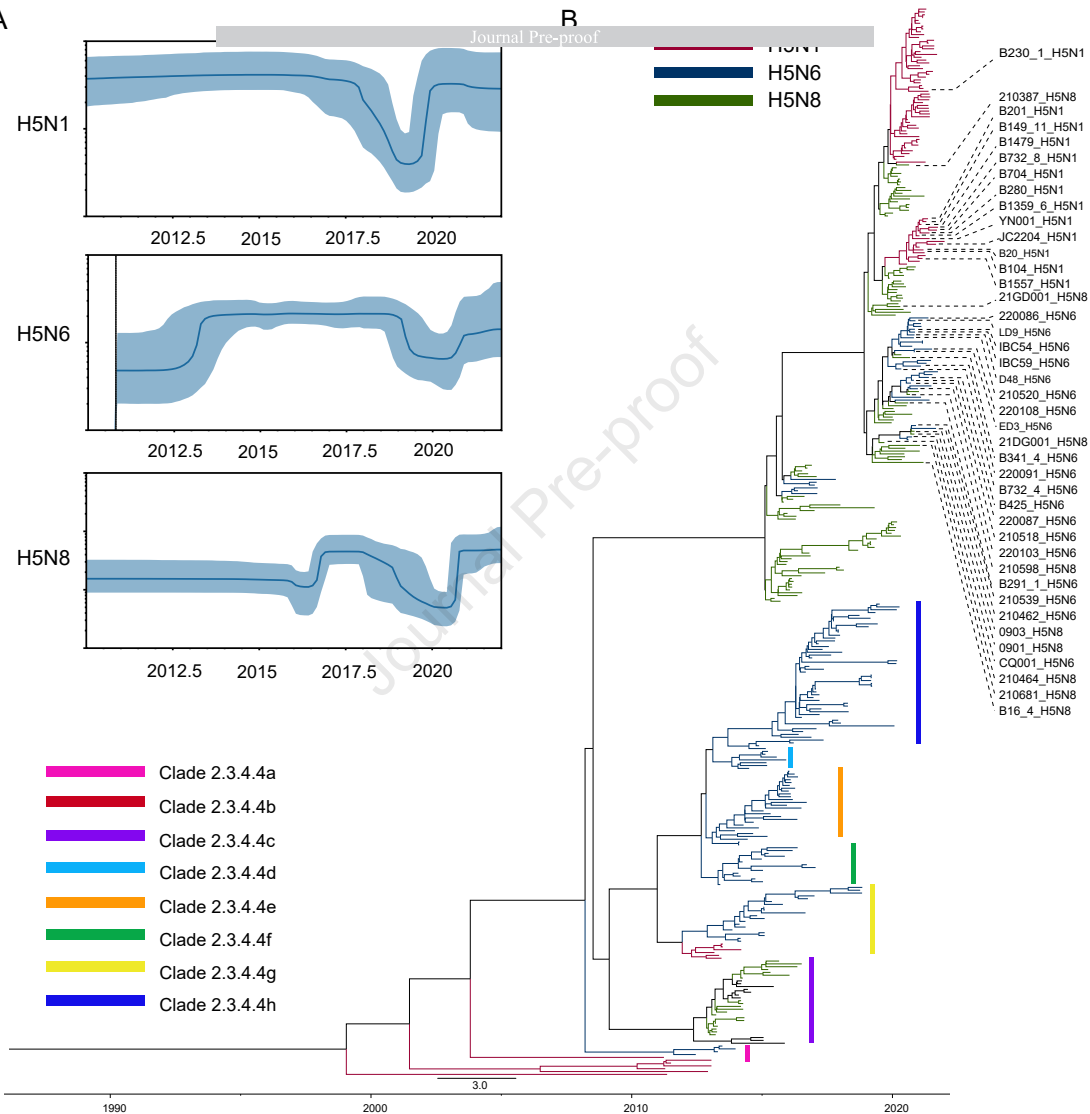 A
B
Journal Pre-proof
H5N1
H5N6
H5N8
H5N1
2012.5 2015 2017.5 2020
H5N6
2012.5 2015 2017.5 2020
H5N8
2012.5 2015 2017.5 2020
Journal Pre-proof
B230_1_H5N1
210387_H5N8
B201_H5N1
B149_11_H5N1
B1479_H5N1
B732_8_H5N1
B704_H5N1
B280_H5N1
B1359_6_H5N1
YN001_H5N1
JC2204_H5N1
B20_H5N1
B104_H5N1
B1557_H5N1
21GD001_H5N8
220086_H5N6
LD9_H5N6
IBC54_H5N6
IBC59_H5N6
D48_H5N6
210520_H5N6
220108_H5N6
ED3_H5N6
21DG001_H5N8
B341_4_H5N6
220091_H5N6
B732_4_H5N6
B425_H5N6
220087_H5N6
210518_H5N6
220103_H5N6
210598_H5N8
B291_1_H5N6
210539_H5N6
210462_H5N6
0903_H5N8
0901_H5N8
CQ001_H5N6
210464_H5N8
210681_H5N8
B16_4_H5N8
Clade 2.3.4.4a
Clade 2.3.4.4b
Clade 2.3.4.4c
Clade 2.3.4.4d
Clade 2.3.4.4e
Clade 2.3.4.4f
Clade 2.3.4.4g
Clade 2.3.4.4h
3.0
1990 2000 2010 2020